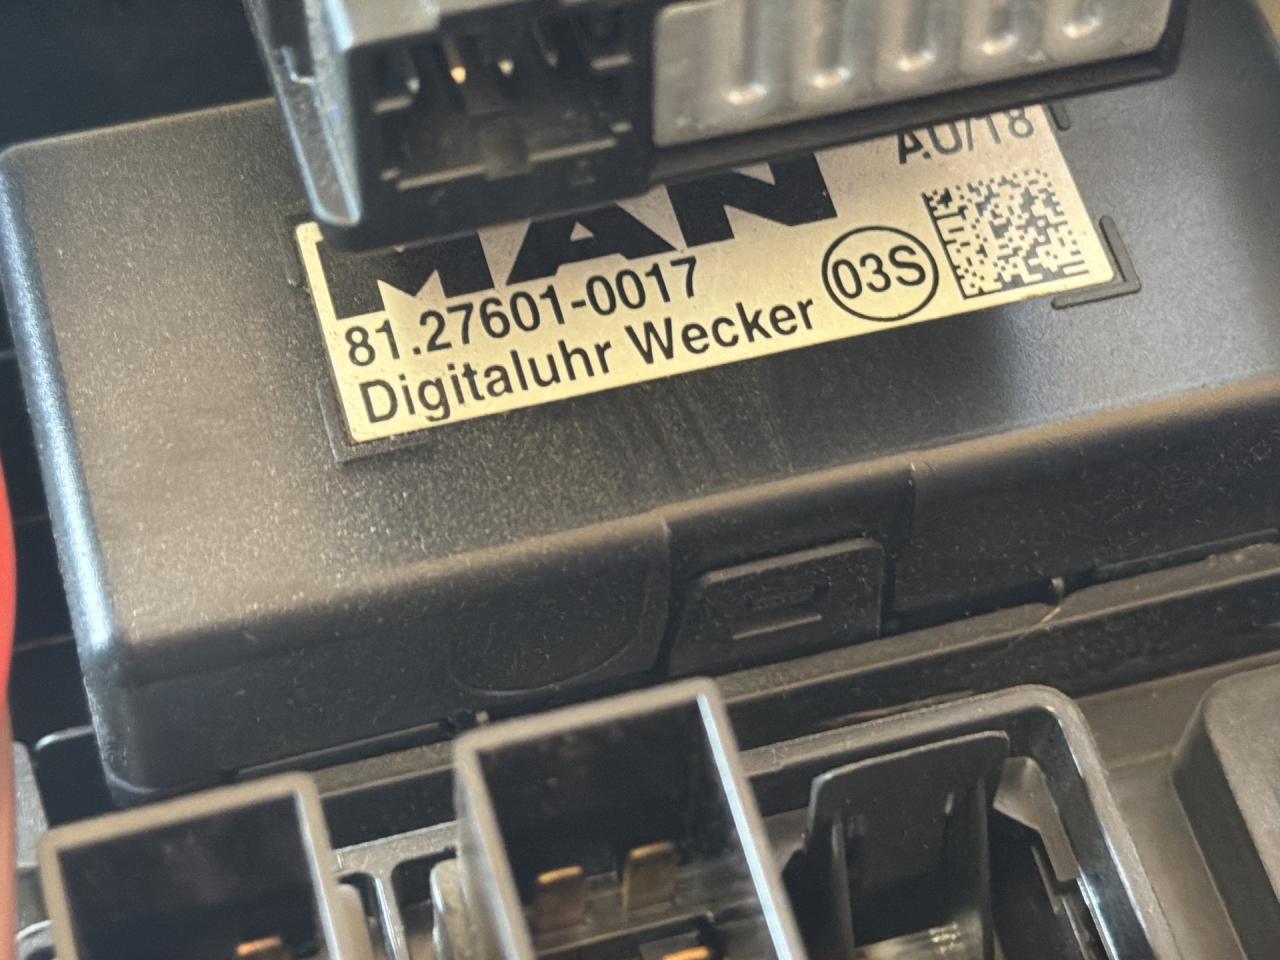 A0/18
MAN
81.27601-0017
03S
Digitaluhr Wecker